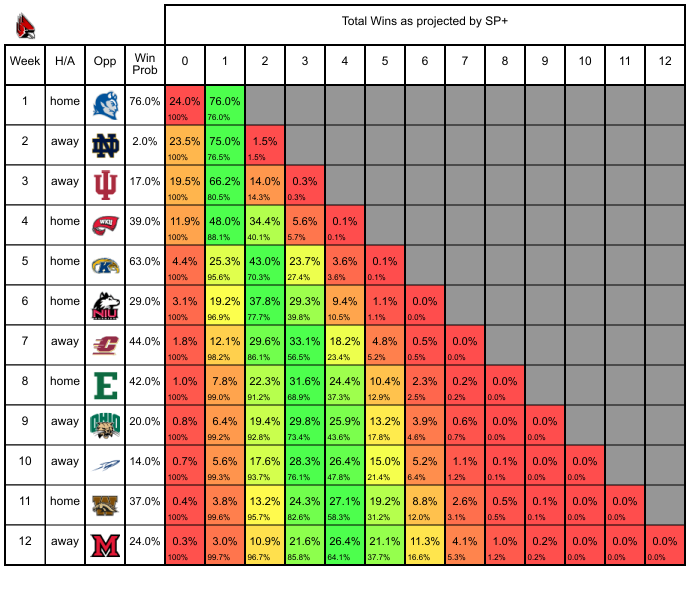 Total Wins as projected by SP+
Week H/A Opp Win Prob 0 1 2 3 4 5 6 7 8 9 10 11 12
1 home 76.0% 24.0% 76.0%
100% 76.0%
2 away ND 2.0% 23.5% 75.0% 1.5%
100% 76.5% 1.5%
3 away 17.0% 19.5% 66.2% 14.0% 0.3%
100% 80.5% 14.3% 0.3%
4 home WKU 39.0% 11.9% 48.0% 34.4% 5.6% 0.1%
100% 88.1% 40.1% 5.7% 0.1%
5 home K 63.0% 4.4% 25.3% 43.0% 23.7% 3.6% 0.1%
100% 95.6% 70.3% 27.4% 3.6% 0.1%
6 home NIU 29.0% 3.1% 19.2% 37.8% 29.3% 9.4% 1.1% 0.0%
100% 96.9% 77.7% 39.8% 10.5% 1.1% 0.0%
7 away C 44.0% 1.8% 12.1% 29.6% 33.1% 18.2% 4.8% 0.5% 0.0%
100% 98.2% 86.1% 56.5% 23.4% 5.2% 0.5% 0.0%
8 home E 42.0% 1.0% 7.8% 22.3% 31.6% 24.4% 10.4% 2.3% 0.2% 0.0%
100% 99.0% 91.2% 68.9% 37.3% 12.9% 2.5% 0.2% 0.0%
9 away OHIO 20.0% 0.8% 6.4% 19.4% 29.8% 25.9% 13.2% 3.9% 0.6% 0.0% 0.0%
100% 99.2% 92.8% 73.4% 43.6% 17.8% 4.6% 0.7% 0.0% 0.0%
10 away 14.0% 0.7% 5.6% 17.6% 28.3% 26.4% 15.0% 5.2% 1.1% 0.1% 0.0% 0.0%
100% 99.3% 93.7% 76.1% 47.8% 21.4% 6.4% 1.2% 0.1% 0.0% 0.0%
11 home W 37.0% 0.4% 3.8% 13.2% 24.3% 27.1% 19.2% 8.8% 2.6% 0.5% 0.1% 0.0% 0.0%
100% 99.6% 95.7% 82.6% 58.3% 31.2% 12.0% 3.1% 0.5% 0.1% 0.0% 0.0%
12 away M 24.0% 0.3% 3.0% 10.9% 21.6% 26.4% 21.1% 11.3% 4.1% 1.0% 0.2% 0.0% 0.0% 0.0%
100% 99.7% 96.7% 85.8% 64.1% 37.7% 16.6% 5.3% 1.2% 0.2% 0.0% 0.0% 0.0%